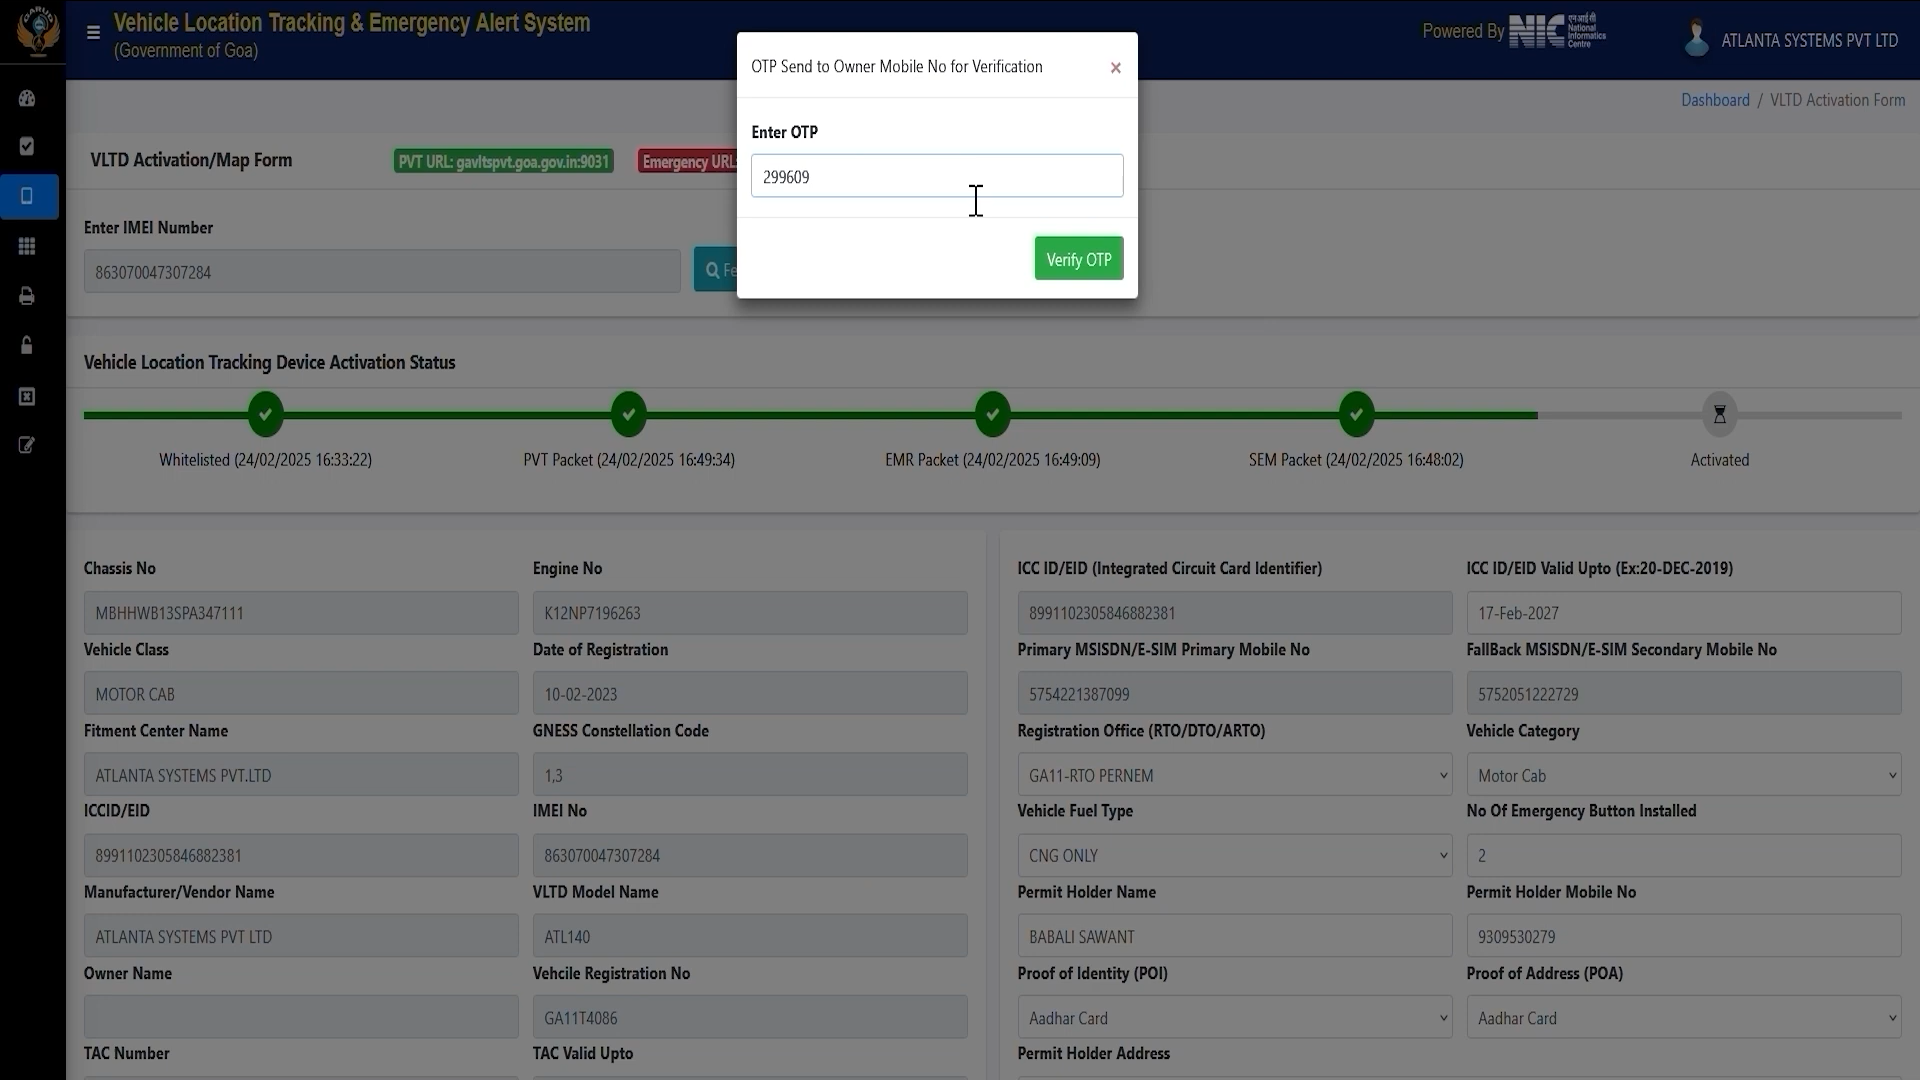 GARUD
Vehicle Location Tracking & Emergency Alert System
(Government of Goa)
Powered By NIC एन आई सी
National
Informatics
Centre
ATLANTA SYSTEMS PVT LTD
OTP Send to Owner Mobile No for Verification
×
Dashboard / VLTD Activation Form
Enter OTP
299609
Verify OTP
VLTD Activation/Map Form
PVT URL: gavltspvt.goa.gov.in:9031
Emergency URL:
Enter IMEI Number
863070047307284
Fe
Vehicle Location Tracking Device Activation Status
Whitelisted (24/02/2025 16:33:22)
PVT Packet (24/02/2025 16:49:34)
EMR Packet (24/02/2025 16:49:09)
SEM Packet (24/02/2025 16:48:02)
Activated
Chassis No
Engine No
MBHHWB13SPA347111
K12NP7196263
Vehicle Class
Date of Registration
MOTOR CAB
10-02-2023
Fitment Center Name
GNESS Constellation Code
ATLANTA SYSTEMS PVT.LTD
1,3
ICCID/EID
IMEI No
8991102305846882381
863070047307284
Manufacturer/Vendor Name
VLTD Model Name
ATLANTA SYSTEMS PVT LTD
ATL140
Owner Name
Vehcile Registration No
GA11T4086
TAC Number
TAC Valid Upto
ICC ID/EID (Integrated Circuit Card Identifier)
ICC ID/EID Valid Upto (Ex:20-DEC-2019)
8991102305846882381
17-Feb-2027
Primary MSISDN/E-SIM Primary Mobile No
FallBack MSISDN/E-SIM Secondary Mobile No
5754221387099
5752051222729
Registration Office (RTO/DTO/ARTO)
Vehicle Category
GA11-RTO PERNEM
Motor Cab
Vehicle Fuel Type
No Of Emergency Button Installed
CNG ONLY
2
Permit Holder Name
Permit Holder Mobile No
BABALI SAWANT
9309530279
Proof of Identity (POI)
Proof of Address (POA)
Aadhar Card
Aadhar Card
Permit Holder Address